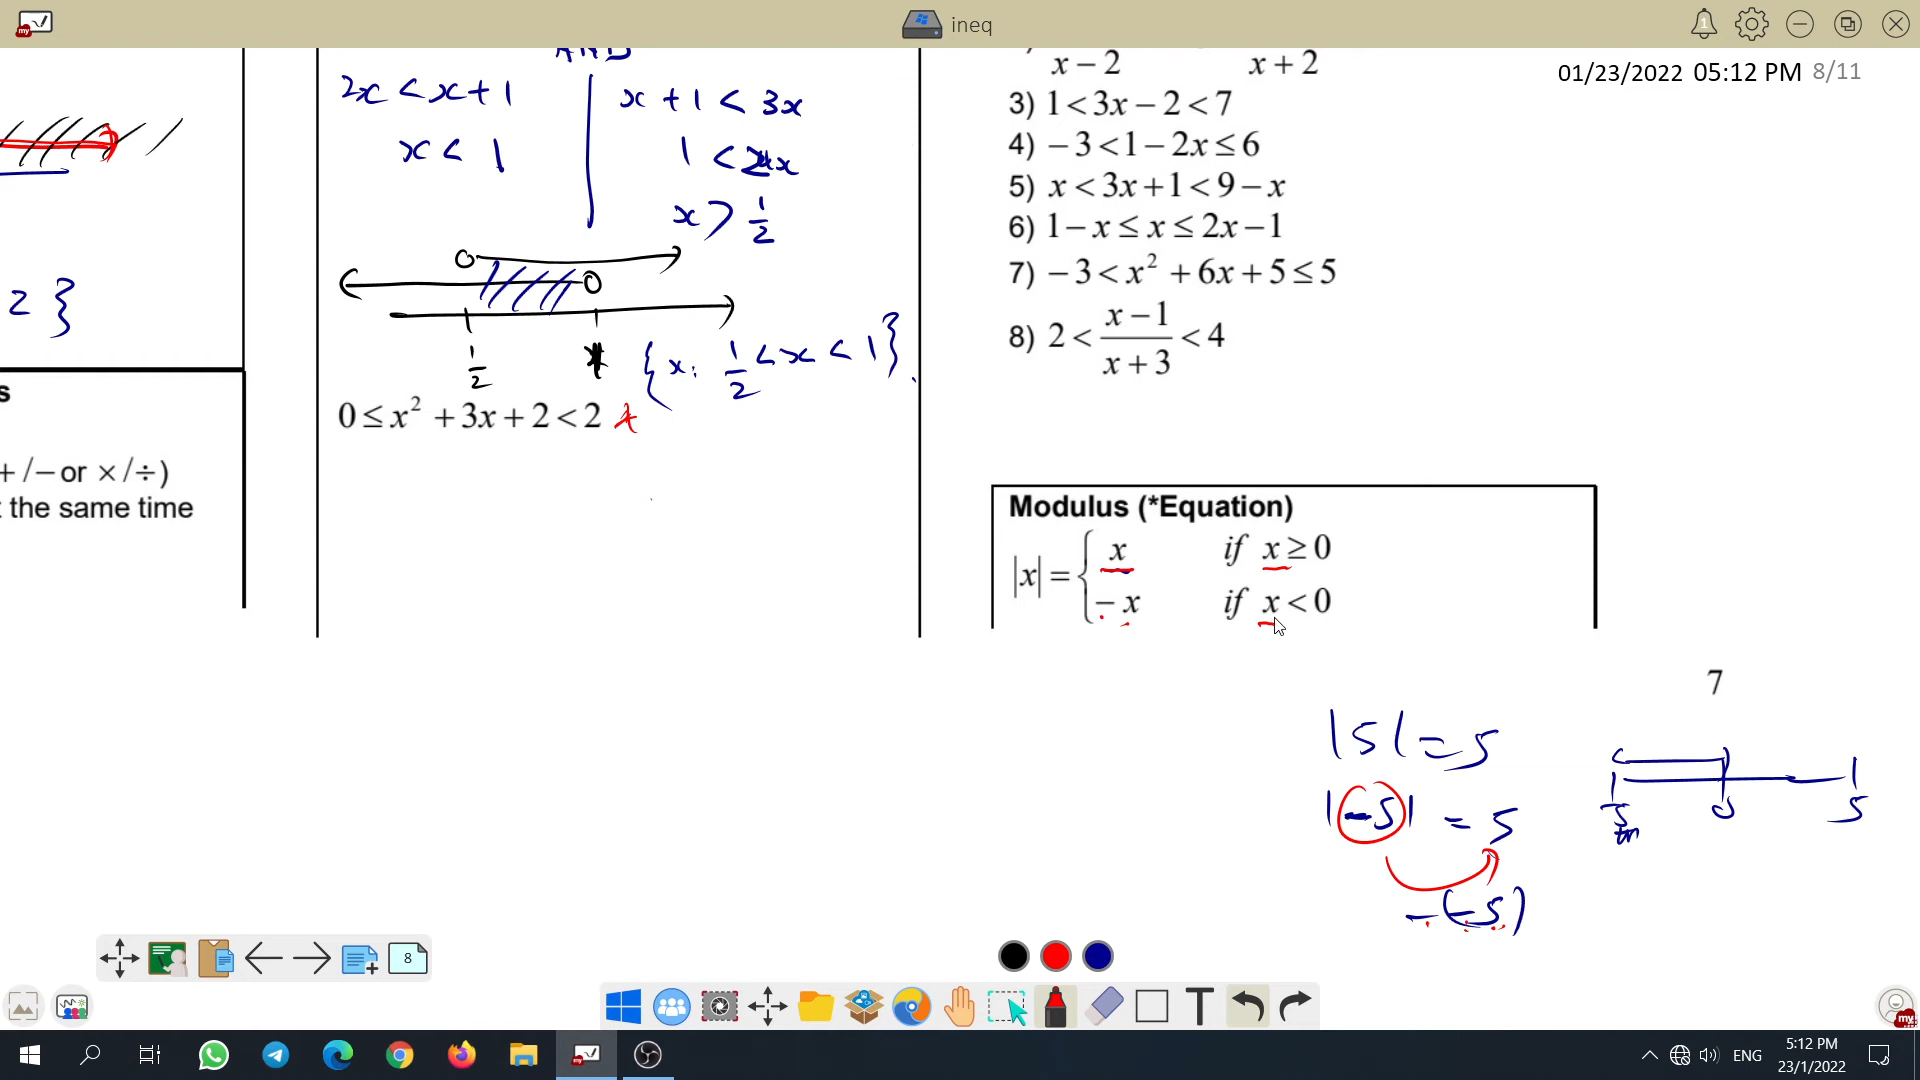 ineq
01/23/2022 05:12 PM 8/11
AND
2x < x + 1
x < 1
x + 1 < 3x
1 < 2x
x > 1/2
1/2
{x: 1/2 < x < 1}.
2 }
0 ≤ x² + 3x + 2 < 2
s
+ /− or × /÷)
the same time
x − 2
x + 2
3) 1 < 3x − 2 < 7
4) − 3 < 1 − 2x ≤ 6
5) x < 3x + 1 < 9 − x
6) 1 − x ≤ x ≤ 2x − 1
7) − 3 < x² + 6x + 5 ≤ 5
8) 2 < (x − 1)/(x + 3) < 4
Modulus (*Equation)
|x| = { x if x ≥ 0
− x if x < 0
7
|5| = 5
|−5| = 5
−(−5)
−5 0 5
8
T
my
ENG
5:12 PM
23/1/2022